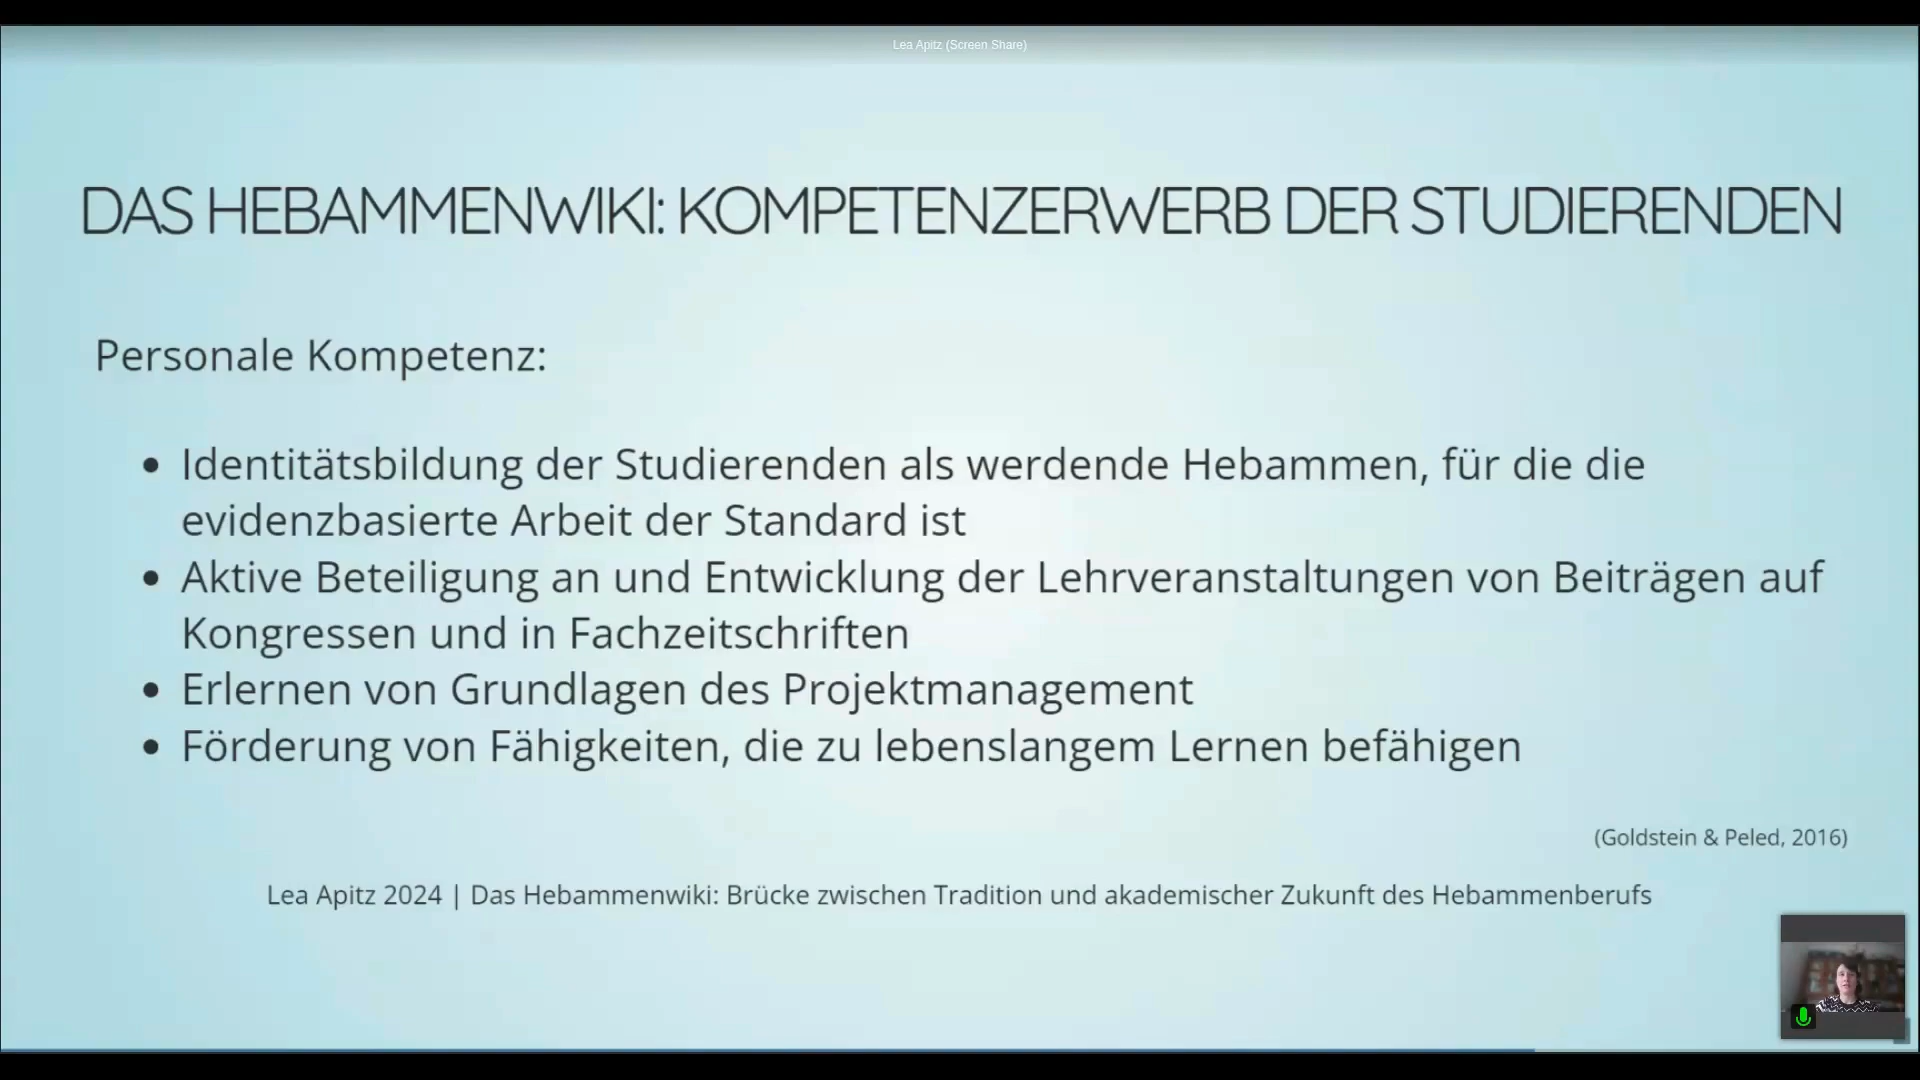 Lea Apitz (Screen Share)
DAS HEBAMMENWIKI: KOMPETENZERWERB DER STUDIERENDEN
Personale Kompetenz:
• Identitätsbildung der Studierenden als werdende Hebammen, für die die
evidenzbasierte Arbeit der Standard ist
• Aktive Beteiligung an und Entwicklung der Lehrveranstaltungen von Beiträgen auf
Kongressen und in Fachzeitschriften
• Erlernen von Grundlagen des Projektmanagement
• Förderung von Fähigkeiten, die zu lebenslangem Lernen befähigen
(Goldstein & Peled, 2016)
Lea Apitz 2024 | Das Hebammenwiki: Brücke zwischen Tradition und akademischer Zukunft des Hebammenberufs